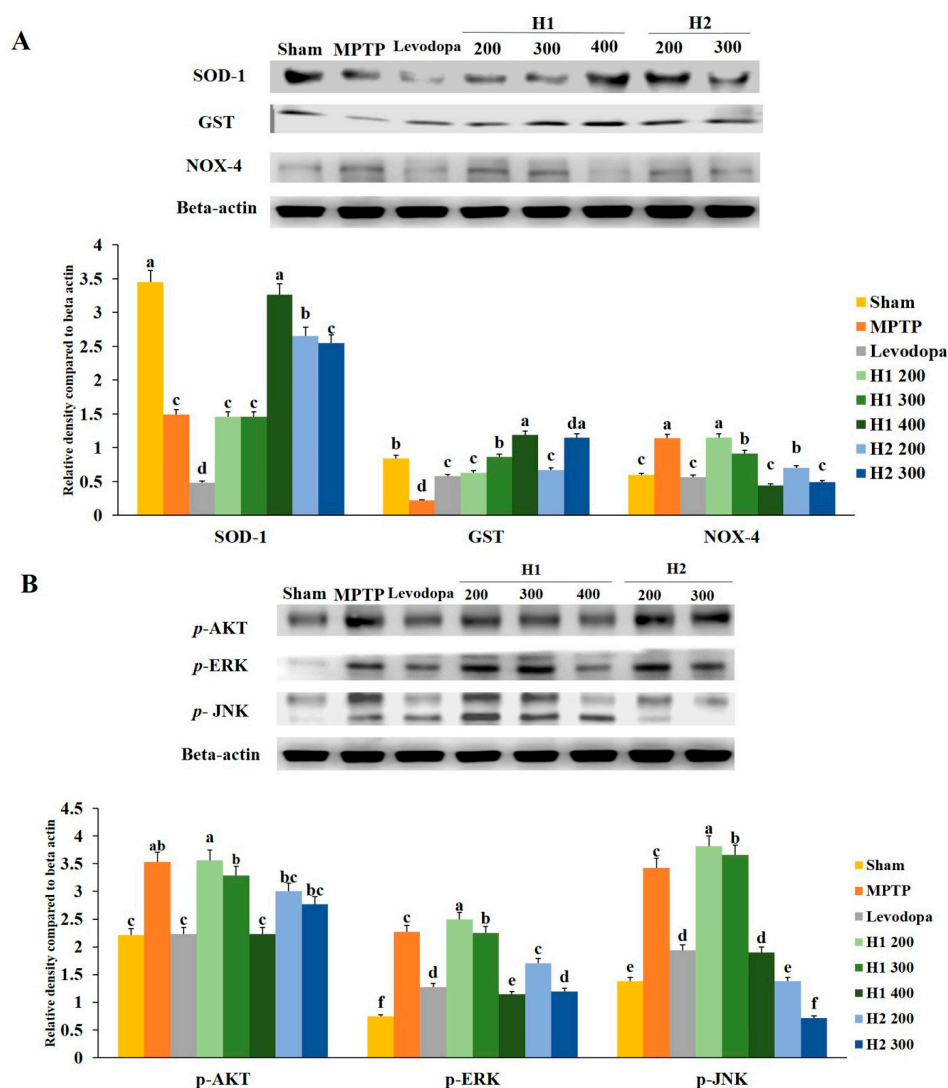 A
H1 H2
Sham MPTP Levodopa 200 300 400 200 300
SOD-1
GST
NOX-4
Beta-actin
Relative density compared to beta actin
4
3.5
3
2.5
2
1.5
1
0.5
0
a c d c c a b c
b d c c b a c da
c a c a b c b c
SOD-1 GST NOX-4
Sham
MPTP
Levodopa
H1 200
H1 300
H1 400
H2 200
H2 300
B
H1 H2
Sham MPTP Levodopa 200 300 400 200 300
p-AKT
p-ERK
p- JNK
Beta-actin
Relative density compared to beta actin
4.5
4
3.5
3
2.5
2
1.5
1
0.5
0
c ab c a b c bc bc
f b d a b e c d
e c d a b d e f
p-AKT p-ERK p-JNK
Sham
MPTP
Levodopa
H1 200
H1 300
H1 400
H2 200
H2 300